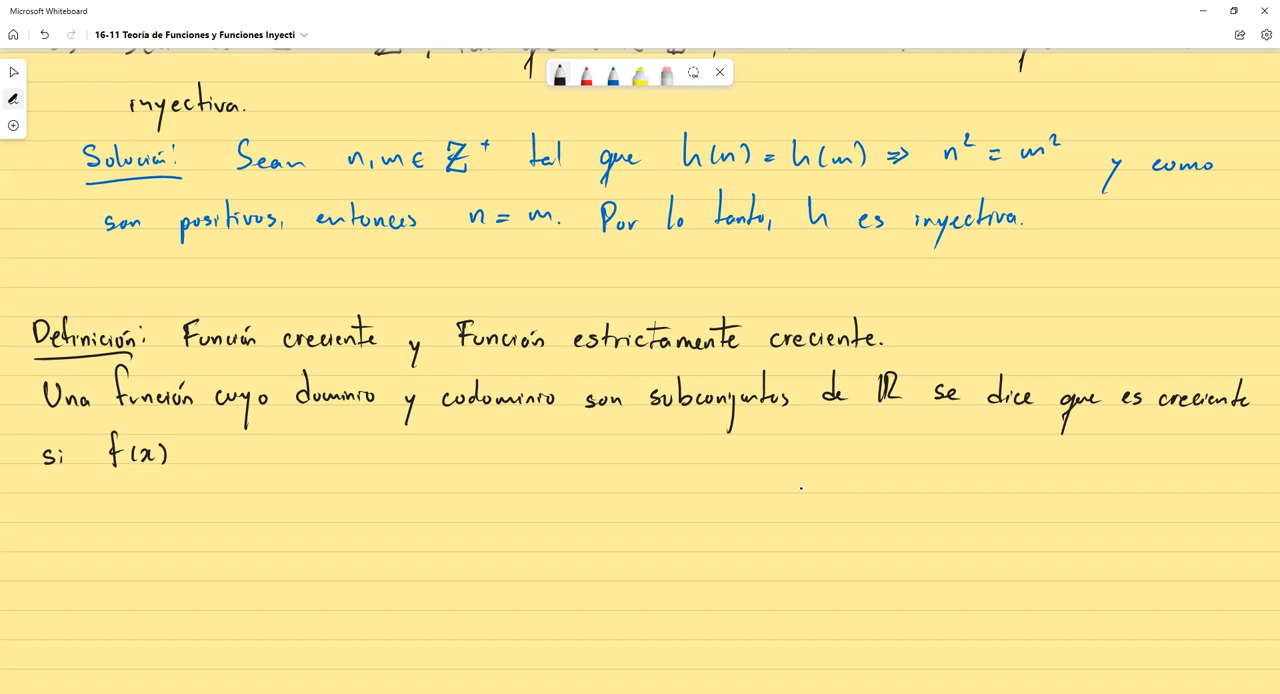 Microsoft Whiteboard
16-11 Teoría de Funciones y Funciones Inyecti
inyectiva.
Solución: Sean n, m ∈ ℤ⁺ tal que h(n) = h(m) ⇒ n² = m² y como
son positivos, entonces n = m. Por lo tanto, h es inyectiva.
Definición: Función creciente y Función estrictamente creciente.
Una función cuyo dominio y codominio son subconjuntos de ℝ se dice que es creciente
si f(x)